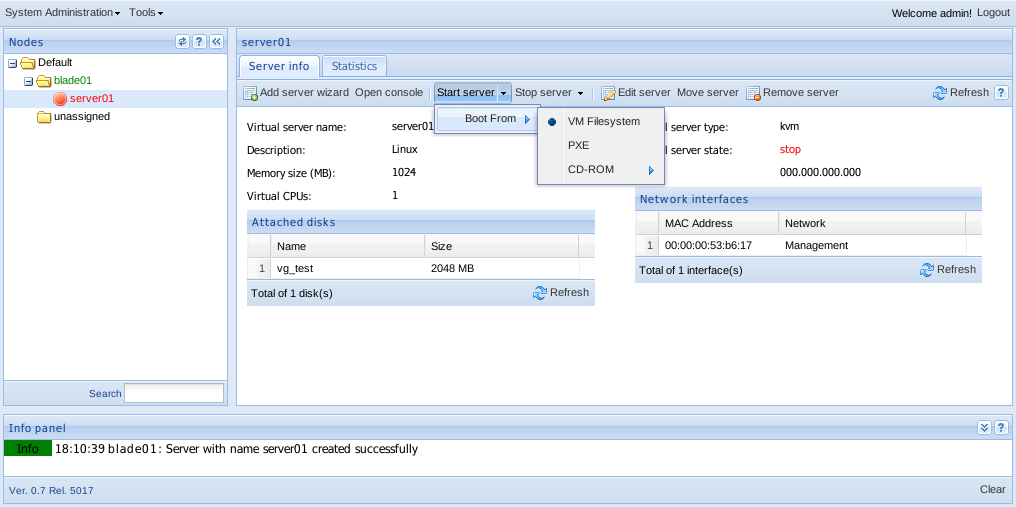 System Administration Tools Welcome admin! Logout
Nodes
Default
blade01
server01
unassigned
Search
server01
Server info Statistics
Add server wizard Open console Start server Stop server Edit server Move server Remove server Refresh
Boot From
VM Filesystem
PXE
CD-ROM
Virtual server name: server01
Description: Linux
Memory size (MB): 1024
Virtual CPUs: 1
l server type: kvm
l server state: stop
000.000.000.000
Attached disks
Name Size
1 vg_test 2048 MB
Total of 1 disk(s) Refresh
Network interfaces
MAC Address Network
1 00:00:00:53:b6:17 Management
Total of 1 interface(s) Refresh
Info panel
Info 18:10:39 blade01: Server with name server01 created successfully
Ver. 0.7 Rel. 5017 Clear